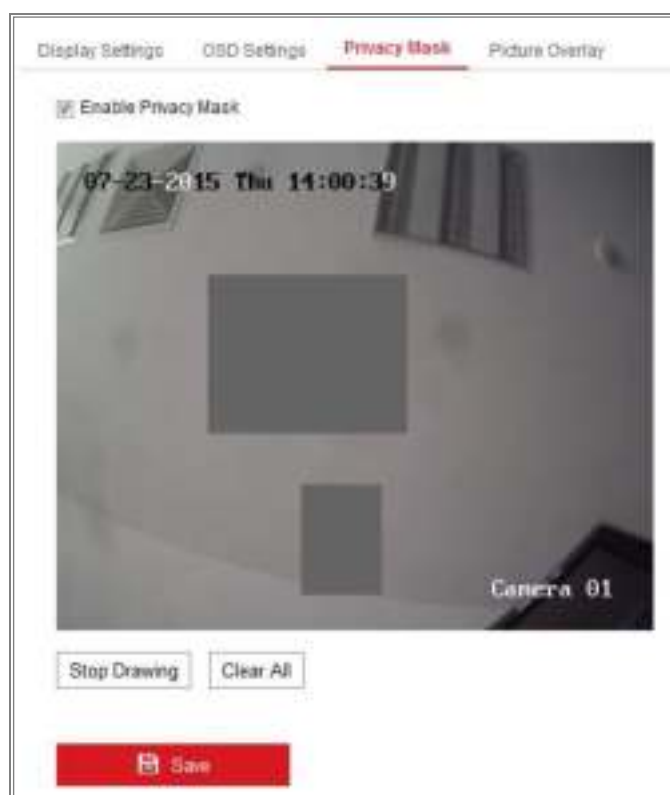 Display Settings OSD Settings Privacy Mask Picture Overlay
Enable Privacy Mask
07-23-2015 Thu 14:00:39
Camera 01
Stop Drawing Clear All
Save